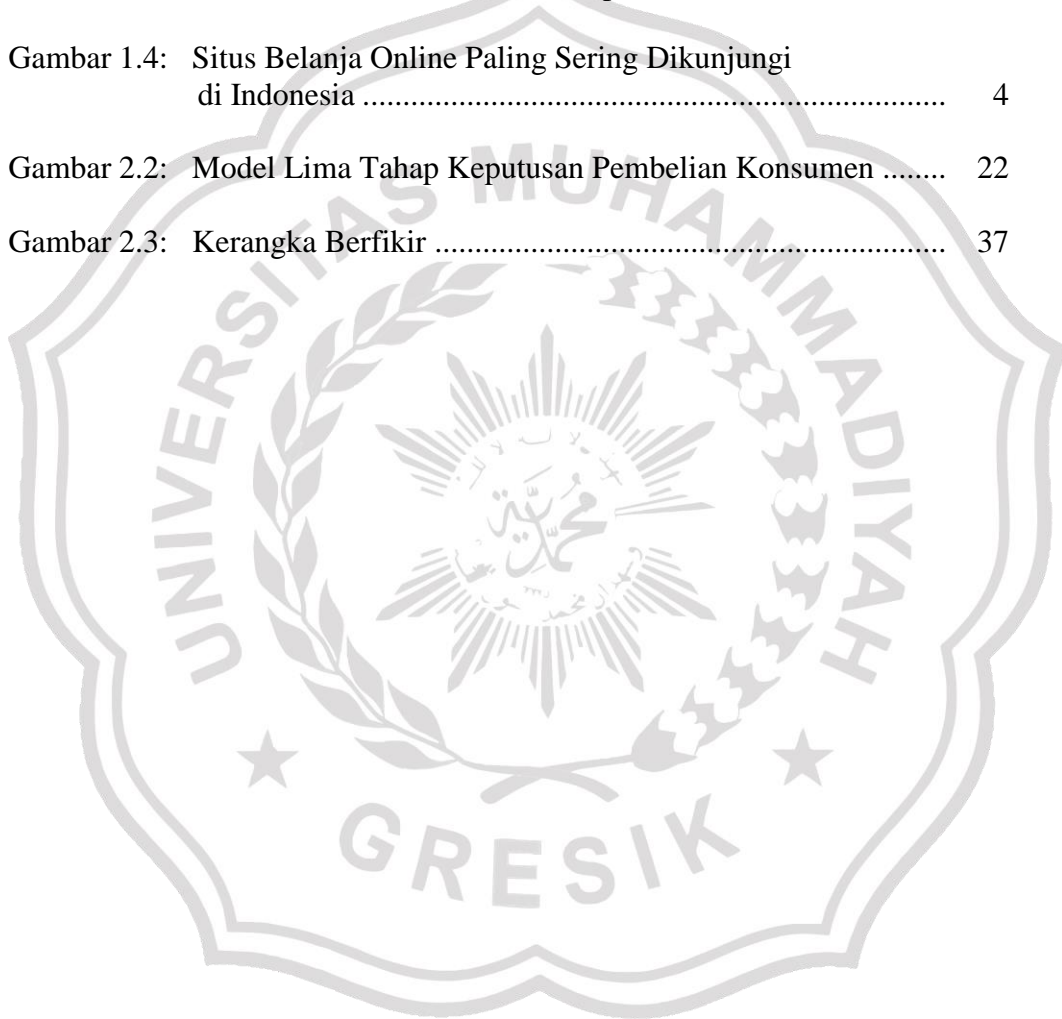 Gambar 1.4: Situs Belanja Online Paling Sering Dikunjungi
di Indonesia ........................................................................ 4
Gambar 2.2: Model Lima Tahap Keputusan Pembelian Konsumen ........ 22
Gambar 2.3: Kerangka Berfikir ............................................................... 37
UNIVERSITAS MUHAMMADIYAH
GRESIK